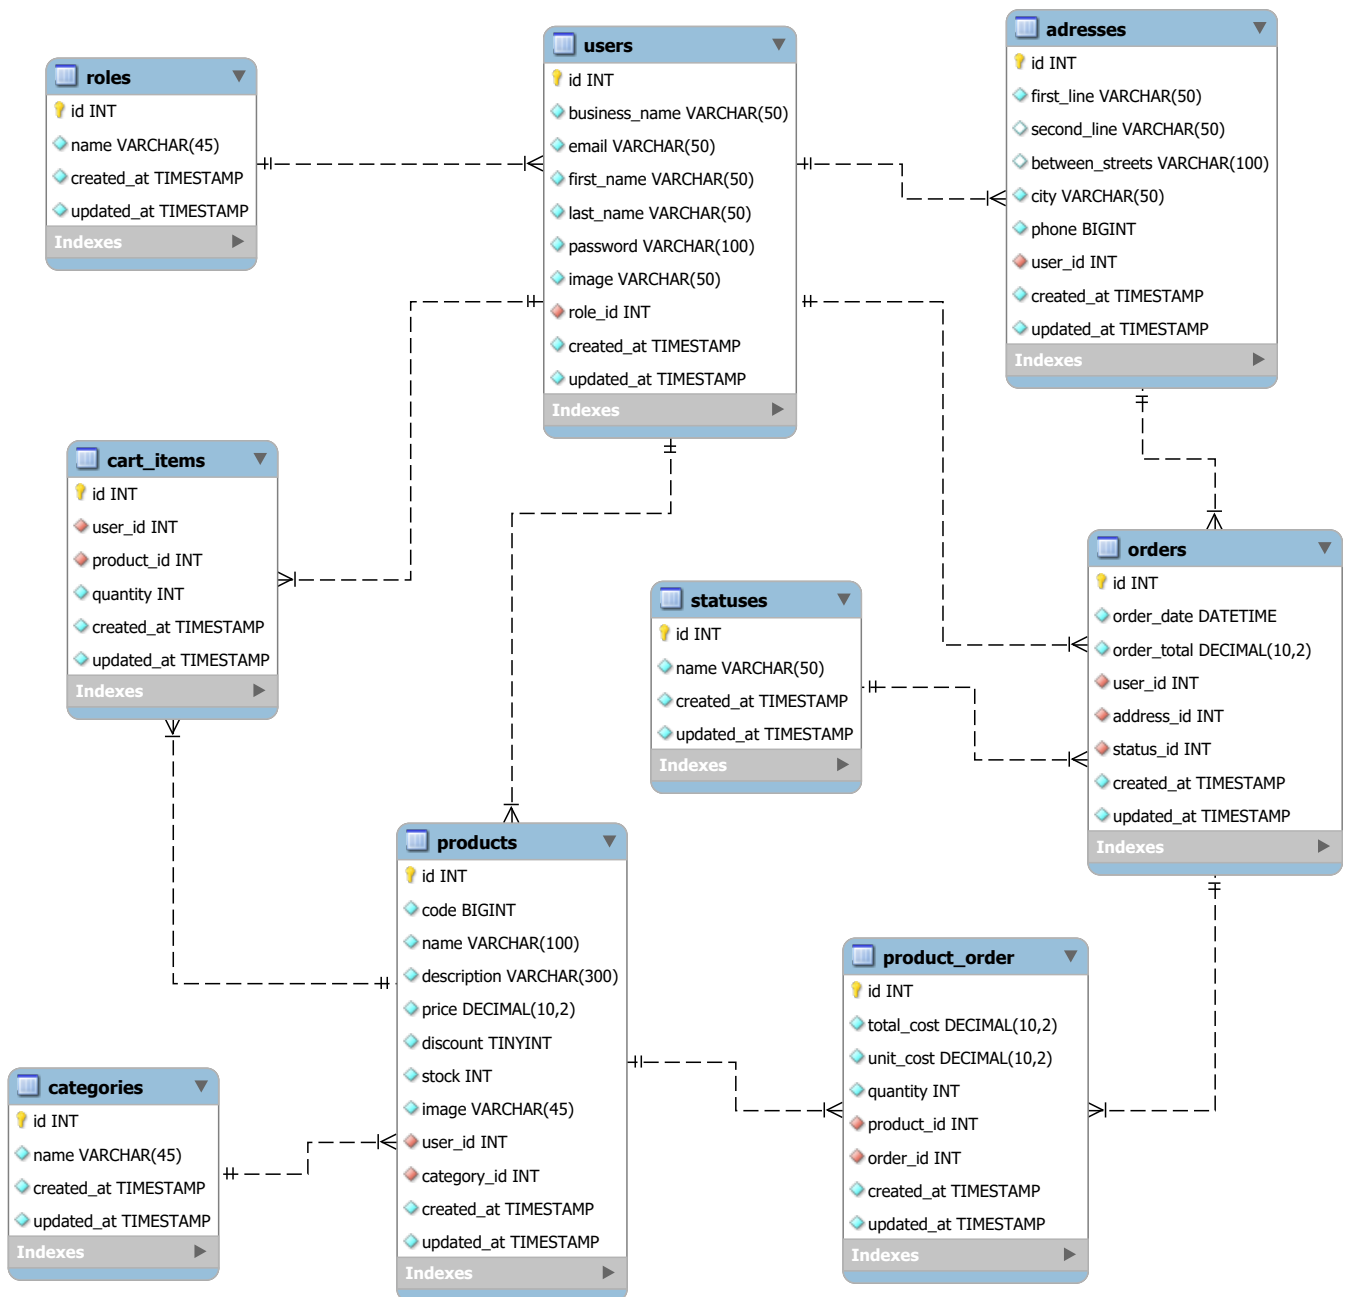 roles
id INT
name VARCHAR(45)
created_at TIMESTAMP
updated_at TIMESTAMP
Indexes
users
id INT
business_name VARCHAR(50)
email VARCHAR(50)
first_name VARCHAR(50)
last_name VARCHAR(50)
password VARCHAR(100)
image VARCHAR(50)
role_id INT
created_at TIMESTAMP
updated_at TIMESTAMP
Indexes
adresses
id INT
first_line VARCHAR(50)
second_line VARCHAR(50)
between_streets VARCHAR(100)
city VARCHAR(50)
phone BIGINT
user_id INT
created_at TIMESTAMP
updated_at TIMESTAMP
Indexes
cart_items
id INT
user_id INT
product_id INT
quantity INT
created_at TIMESTAMP
updated_at TIMESTAMP
Indexes
statuses
id INT
name VARCHAR(50)
created_at TIMESTAMP
updated_at TIMESTAMP
Indexes
orders
id INT
order_date DATETIME
order_total DECIMAL(10,2)
user_id INT
address_id INT
status_id INT
created_at TIMESTAMP
updated_at TIMESTAMP
Indexes
categories
id INT
name VARCHAR(45)
created_at TIMESTAMP
updated_at TIMESTAMP
Indexes
products
id INT
code BIGINT
name VARCHAR(100)
description VARCHAR(300)
price DECIMAL(10,2)
discount TINYINT
stock INT
image VARCHAR(45)
user_id INT
category_id INT
created_at TIMESTAMP
updated_at TIMESTAMP
Indexes
product_order
id INT
total_cost DECIMAL(10,2)
unit_cost DECIMAL(10,2)
quantity INT
product_id INT
order_id INT
created_at TIMESTAMP
updated_at TIMESTAMP
Indexes